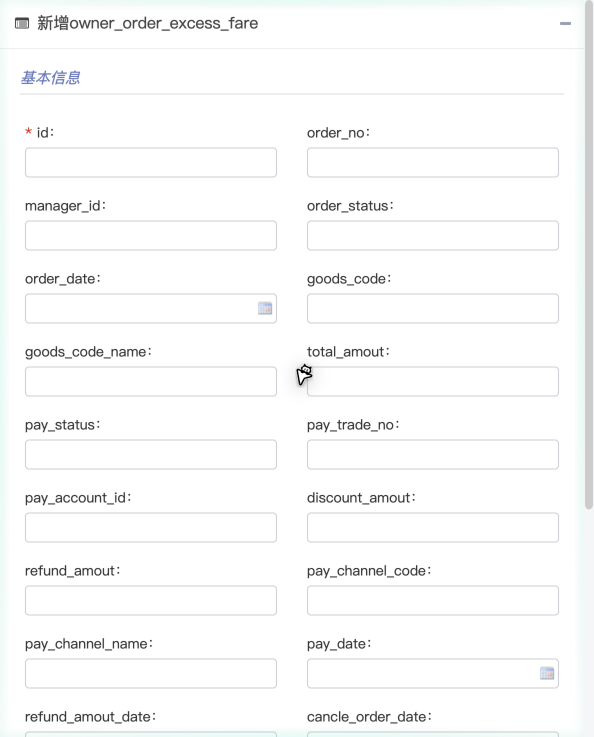 新增owner_order_excess_fare
基本信息
* id：
order_no：
manager_id：
order_status：
order_date：
goods_code：
goods_code_name：
total_amout：
pay_status：
pay_trade_no：
pay_account_id：
discount_amout：
refund_amout：
pay_channel_code：
pay_channel_name：
pay_date：
refund_amout_date：
cancle_order_date：